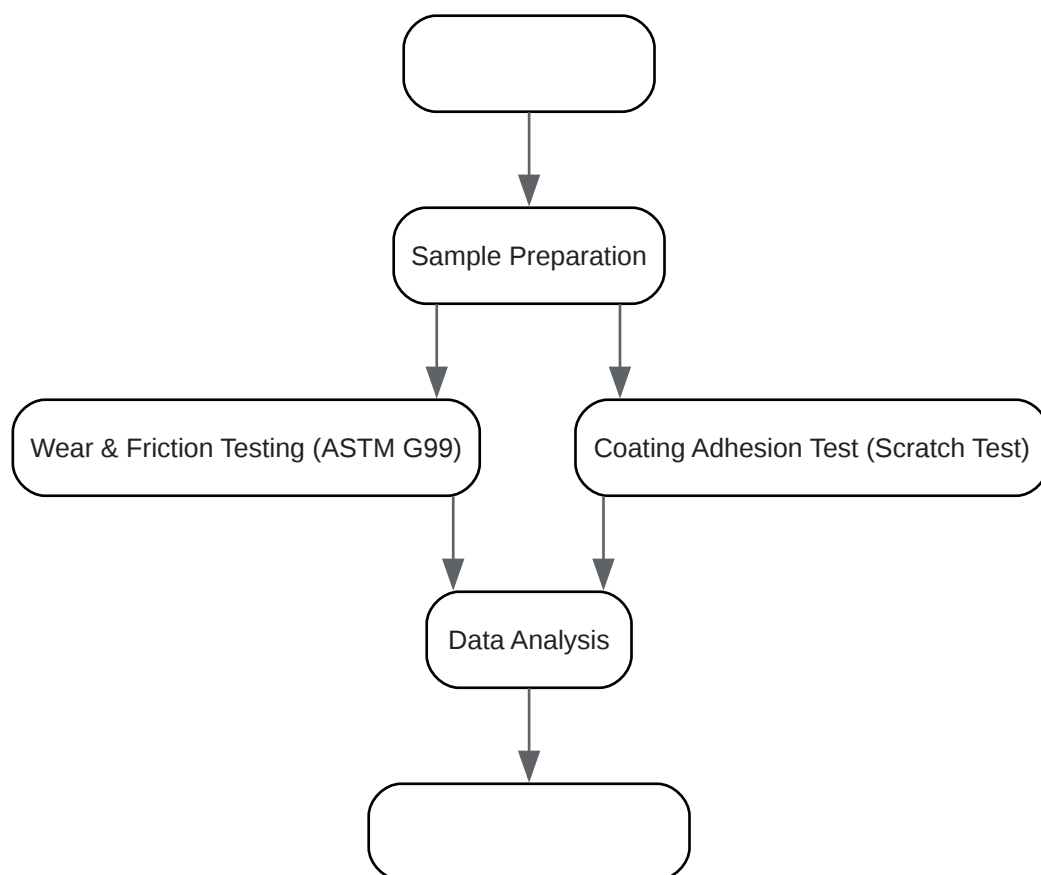 Sample Preparation
Wear & Friction Testing (ASTM G99)
Coating Adhesion Test (Scratch Test)
Data Analysis